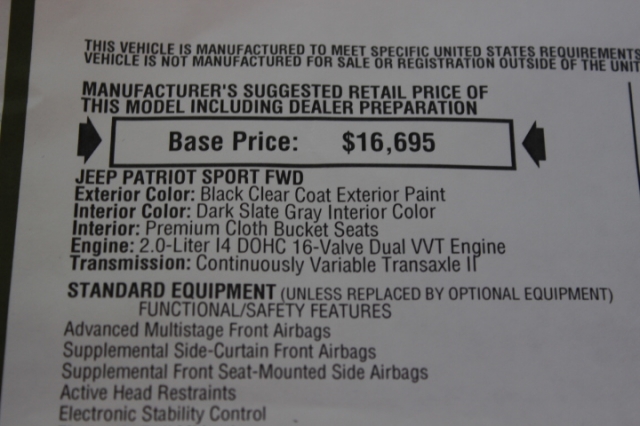 THIS VEHICLE IS MANUFACTURED TO MEET SPECIFIC UNITED STATES REQUIREMENTS
VEHICLE IS NOT MANUFACTURED FOR SALE OR REGISTRATION OUTSIDE OF THE UNIT
MANUFACTURER'S SUGGESTED RETAIL PRICE OF
THIS MODEL INCLUDING DEALER PREPARATION
Base Price: $16,695
JEEP PATRIOT SPORT FWD
Exterior Color: Black Clear Coat Exterior Paint
Interior Color: Dark Slate Gray Interior Color
Interior: Premium Cloth Bucket Seats
Engine: 2.0-Liter I4 DOHC 16-Valve Dual VVT Engine
Transmission: Continuously Variable Transaxle II
STANDARD EQUIPMENT (UNLESS REPLACED BY OPTIONAL EQUIPMENT)
FUNCTIONAL/SAFETY FEATURES
Advanced Multistage Front Airbags
Supplemental Side-Curtain Front Airbags
Supplemental Front Seat-Mounted Side Airbags
Active Head Restraints
Electronic Stability Control